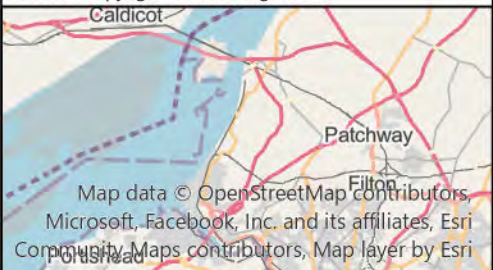 Caldicot
Patchway
Filton
Map data © OpenStreetMap contributors,
Microsoft, Facebook, Inc. and its affiliates, Esri
Community Maps contributors, Map layer by Esri
Portishead